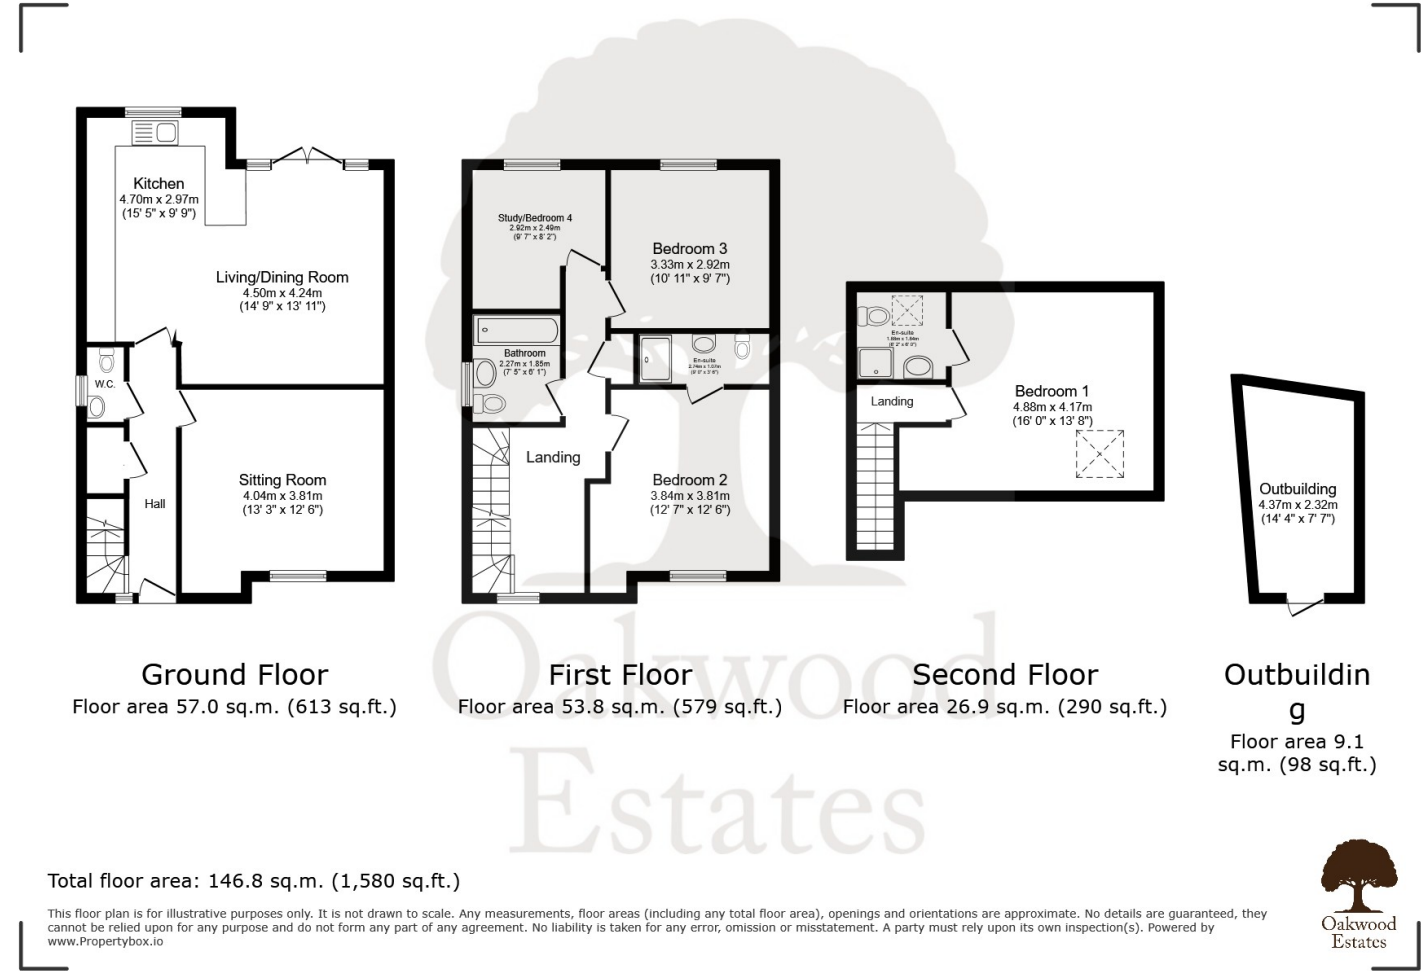 Kitchen
4.70m x 2.97m
(15' 5" x 9' 9")
Living/Dining Room
4.50m x 4.24m
(14' 9" x 13' 11")
W.C.
Hall
Sitting Room
4.04m x 3.81m
(13' 3" x 12' 6")
Study/Bedroom 4
2.92m x 2.49m
(9' 7" x 8' 2")
Bedroom 3
3.33m x 2.92m
(10' 11" x 9' 7")
Bathroom
2.27m x 1.85m
(7' 5" x 6' 1")
En-suite
2.74m x 1.07m
(9' 0" x 3' 6")
Landing
Bedroom 2
3.84m x 3.81m
(12' 7" x 12' 6")
En-suite
Landing
Bedroom 1
4.88m x 4.17m
(16' 0" x 13' 8")
Outbuilding
4.37m x 2.32m
(14' 4" x 7' 7")
Ground Floor
Floor area 57.0 sq.m. (613 sq.ft.)
First Floor
Floor area 53.8 sq.m. (579 sq.ft.)
Second Floor
Floor area 26.9 sq.m. (290 sq.ft.)
Outbuildin
g
Floor area 9.1
sq.m. (98 sq.ft.)
Oakwood
Estates
Total floor area: 146.8 sq.m. (1,580 sq.ft.)
This floor plan is for illustrative purposes only. It is not drawn to scale. Any measurements, floor areas (including any total floor area), openings and orientations are approximate. No details are guaranteed, they
cannot be relied upon for any purpose and do not form any part of any agreement. No liability is taken for any error, omission or misstatement. A party must rely upon its own inspection(s). Powered by
www.Propertybox.io
Oakwood
Estates